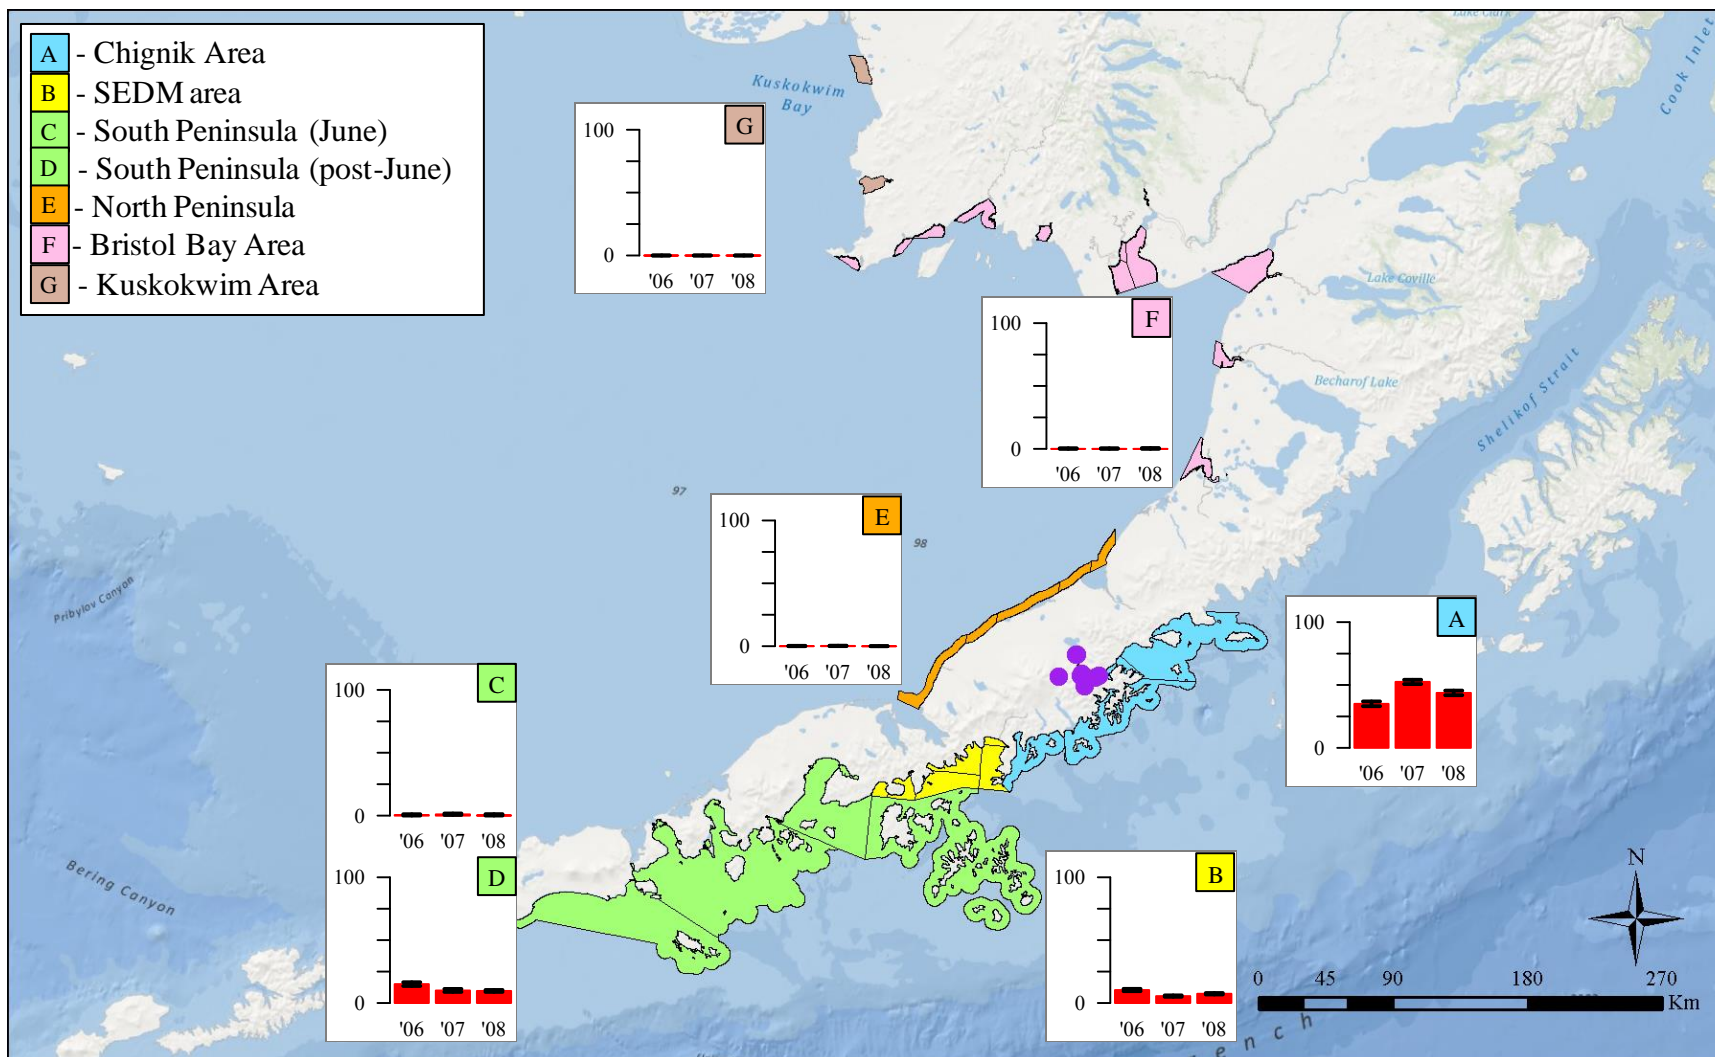 A - Chignik Area
B - SEDM area
C - South Peninsula (June)
D - South Peninsula (post-June)
E - North Peninsula
F - Bristol Bay Area
G - Kuskokwim Area
Lake Clark
Cook Inlet
Kuskokwim
Bay
G
100
0
'06 '07 '08
Lake Coville
F
100
0
'06 '07 '08
Becharof Lake
Shelikof Strait
97
98
E
100
0
'06 '07 '08
Pribylov Canyon
A
100
0
'06 '07 '08
C
100
0
'06 '07 '08
Bering Canyon
D
100
0
'06 '07 '08
B
100
0
'06 '07 '08
N
0 45 90 180 270
Km